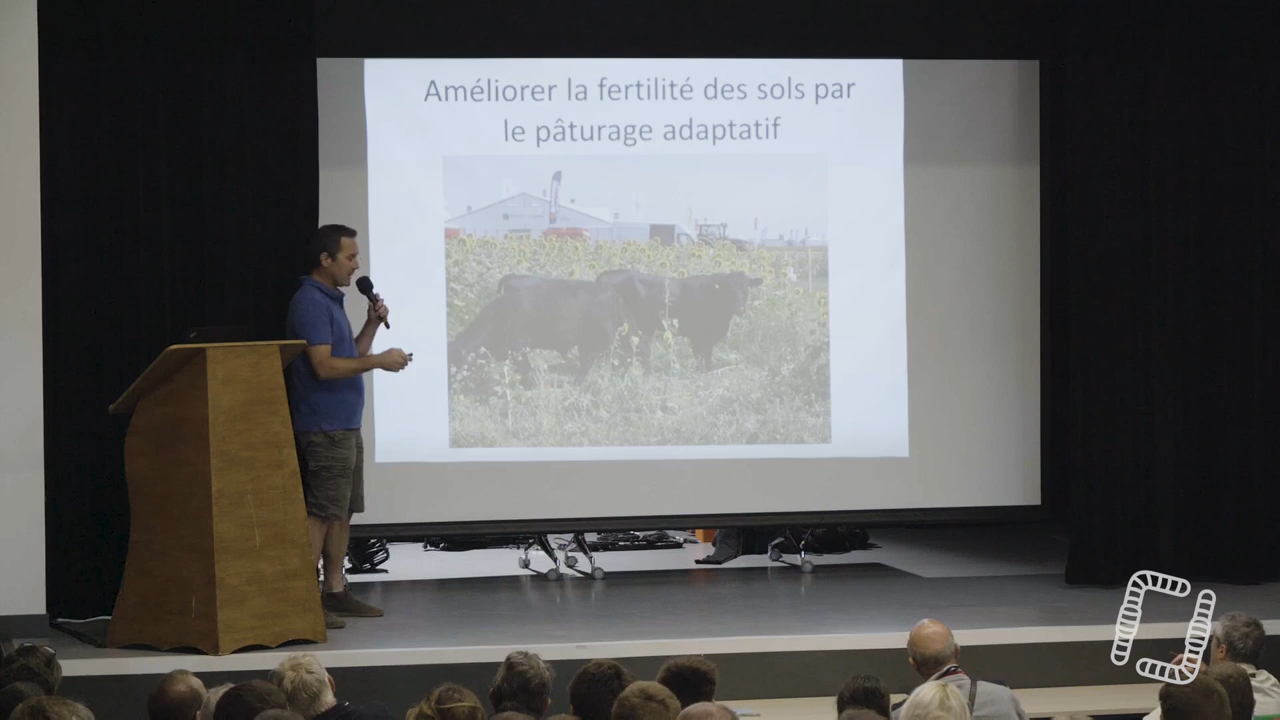 Améliorer la fertilité des sols par
le pâturage adaptatif